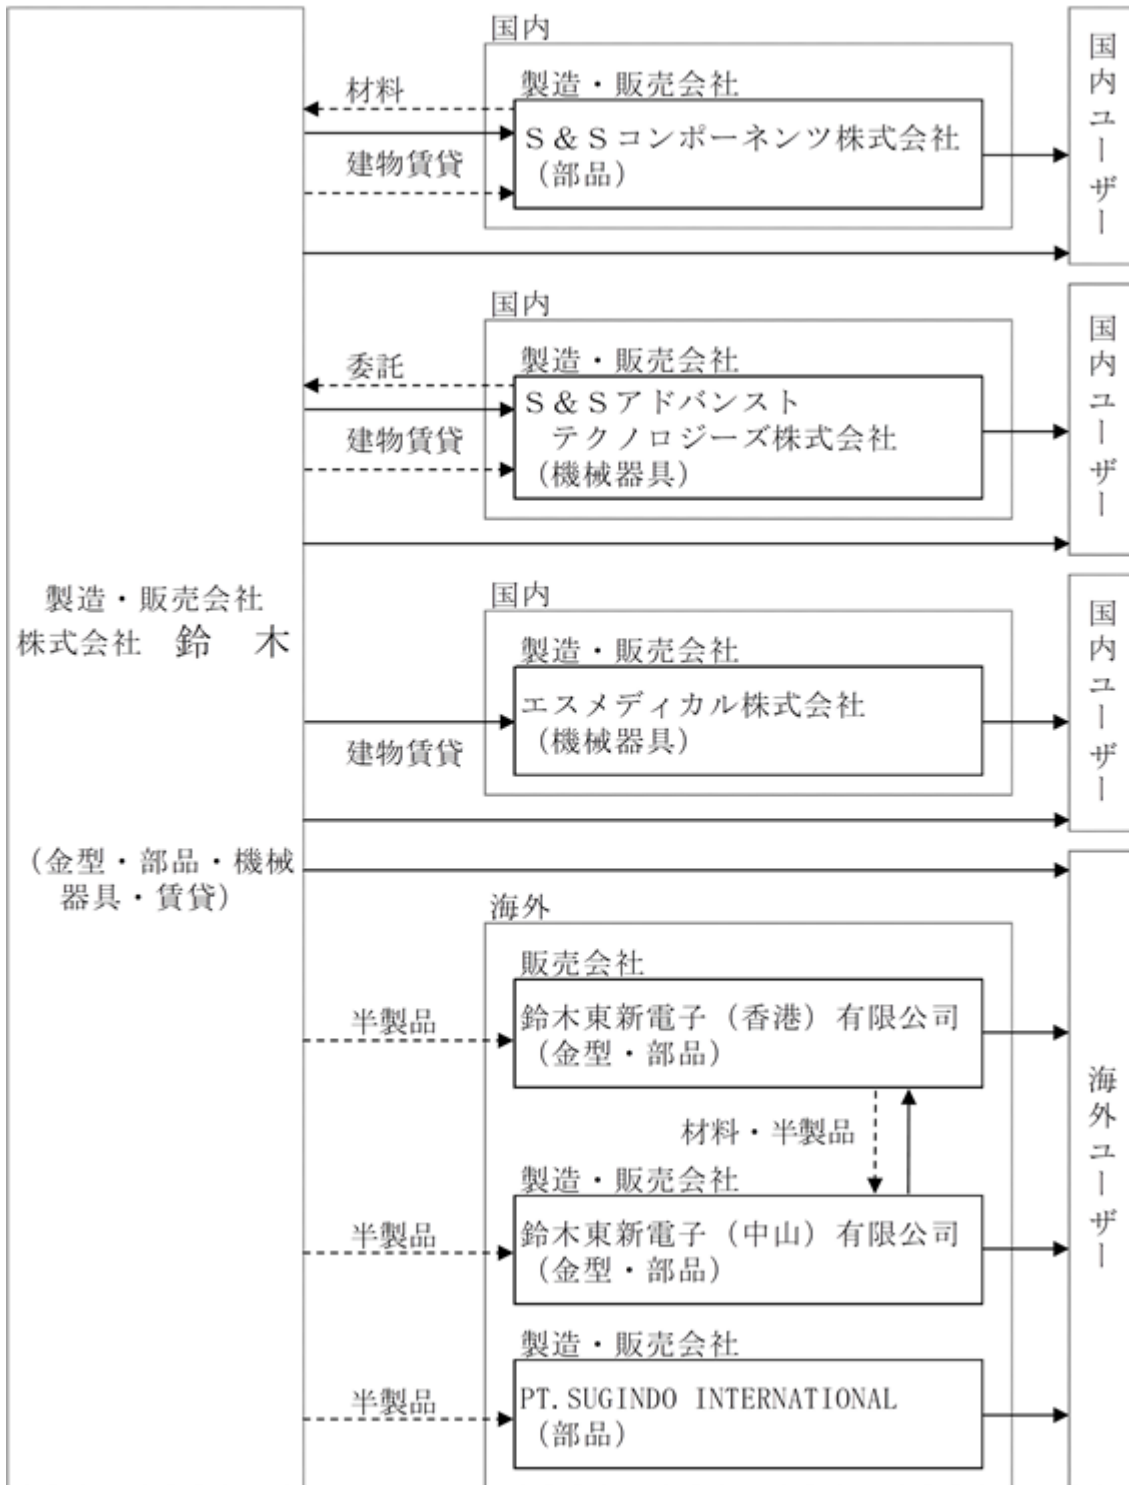 国内
製造・販売会社
材料
S＆Sコンポーネンツ株式会社
（部品）
建物賃貸
国内ユーザー
国内
製造・販売会社
委託
S＆Sアドバンスト
テクノロジーズ株式会社
（機械器具）
建物賃貸
国内ユーザー
製造・販売会社
株式会社　鈴　木
（金型・部品・機械
器具・賃貸）
国内
製造・販売会社
エスメディカル株式会社
（機械器具）
建物賃貸
国内ユーザー
海外
販売会社
半製品
鈴木東新電子（香港）有限公司
（金型・部品）
材料・半製品
製造・販売会社
半製品
鈴木東新電子（中山）有限公司
（金型・部品）
製造・販売会社
半製品
PT.SUGINDO INTERNATIONAL
（部品）
海外ユーザー